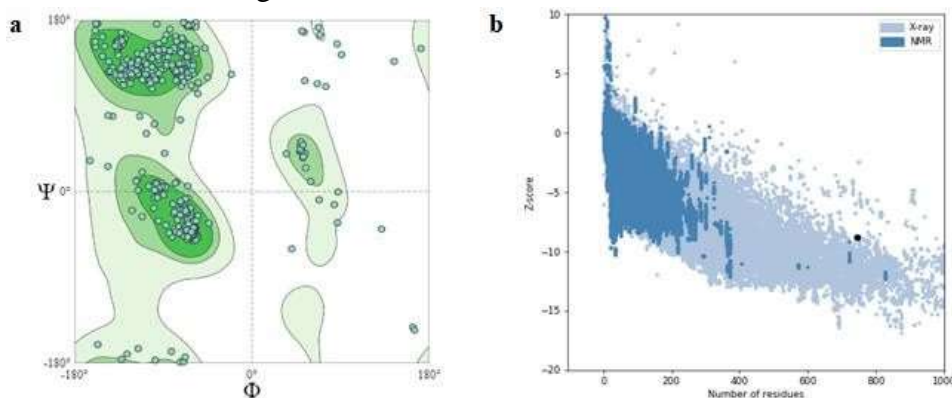 a
180°
Ψ 0°
-180°
-180° 0° 180°
Φ
b
X-ray
NMR
10
5
0
−5
−10
−15
−20
Z-score
0 200 400 600 800 1000
Number of residues